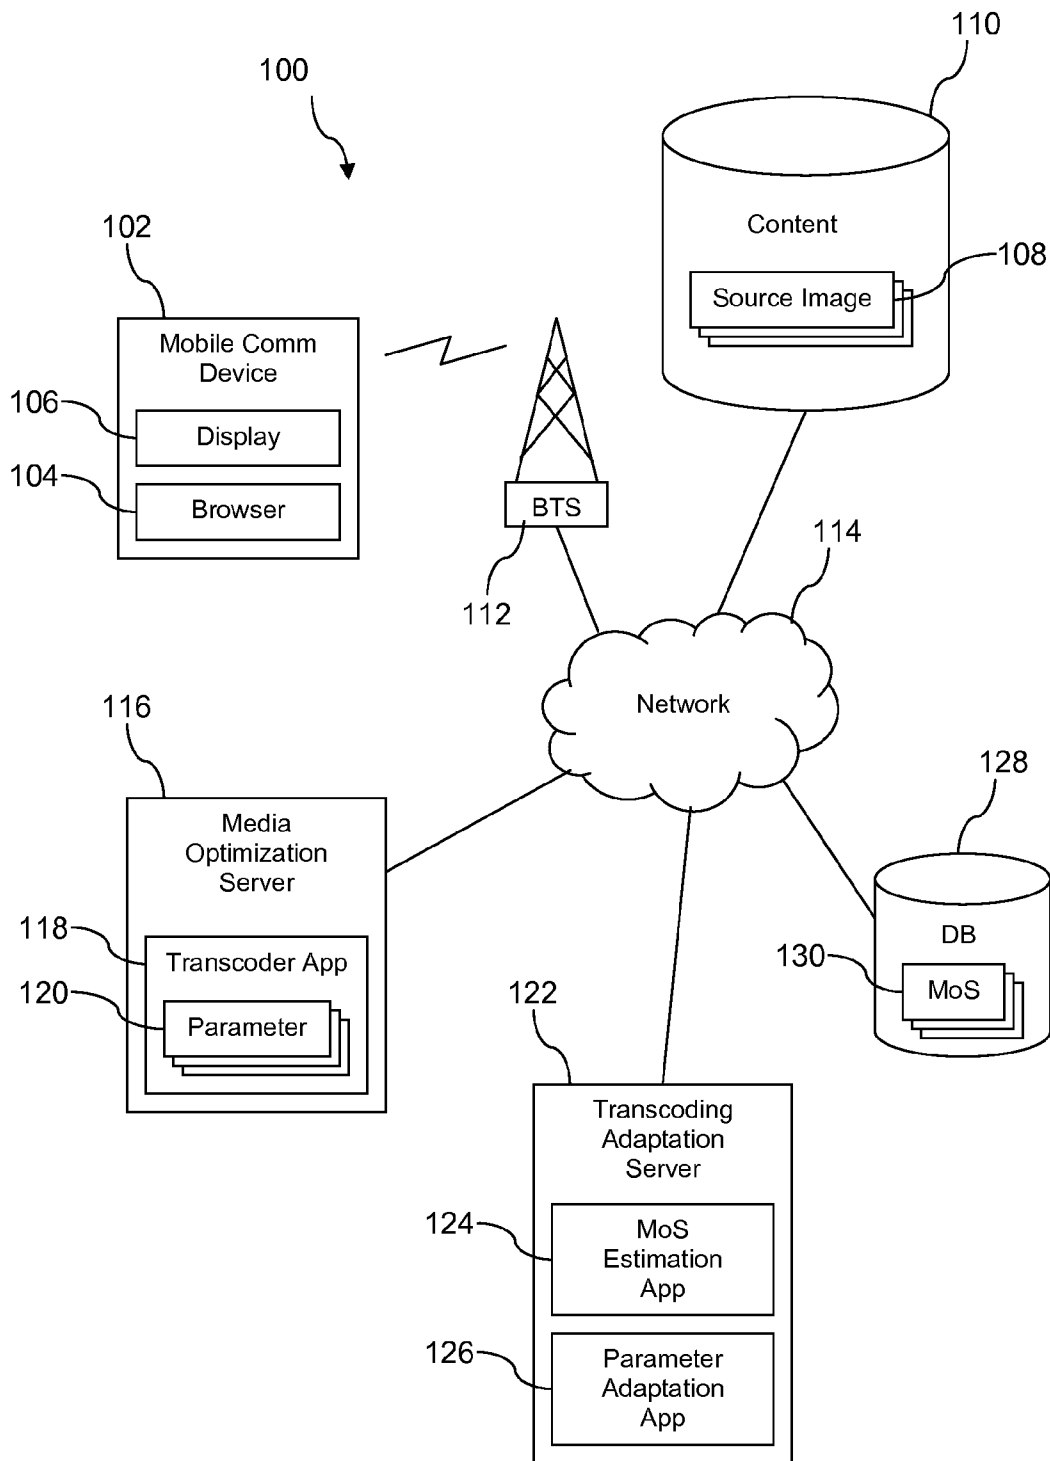 110
100
102
Content
108
Source Image
Mobile Comm
Device
106
Display
104
Browser
BTS
112
114
Network
116
128
Media
Optimization
Server
118
Transcoder App
120
Parameter
DB
130
MoS
122
Transcoding
Adaptation
Server
124
MoS
Estimation
App
126
Parameter
Adaptation
App